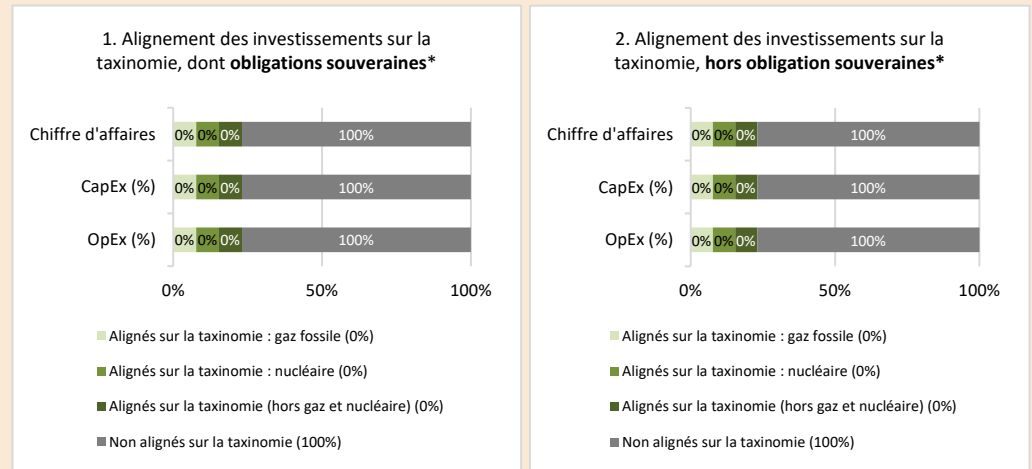 1. Alignement des investissements sur la
taxinomie, dont obligations souveraines*
Chiffre d'affaires 0% 0% 0% 100%
CapEx (%) 0% 0% 0% 100%
OpEx (%) 0% 0% 0% 100%
0% 50% 100%
Alignés sur la taxinomie : gaz fossile (0%)
Alignés sur la taxinomie : nucléaire (0%)
Alignés sur la taxinomie (hors gaz et nucléaire) (0%)
Non alignés sur la taxinomie (100%)
2. Alignement des investissements sur la
taxinomie, hors obligation souveraines*
Chiffre d'affaires 0% 0% 0% 100%
CapEx (%) 0% 0% 0% 100%
OpEx (%) 0% 0% 0% 100%
0% 50% 100%
Alignés sur la taxinomie : gaz fossile (0%)
Alignés sur la taxinomie : nucléaire (0%)
Alignés sur la taxinomie (hors gaz et nucléaire) (0%)
Non alignés sur la taxinomie (100%)